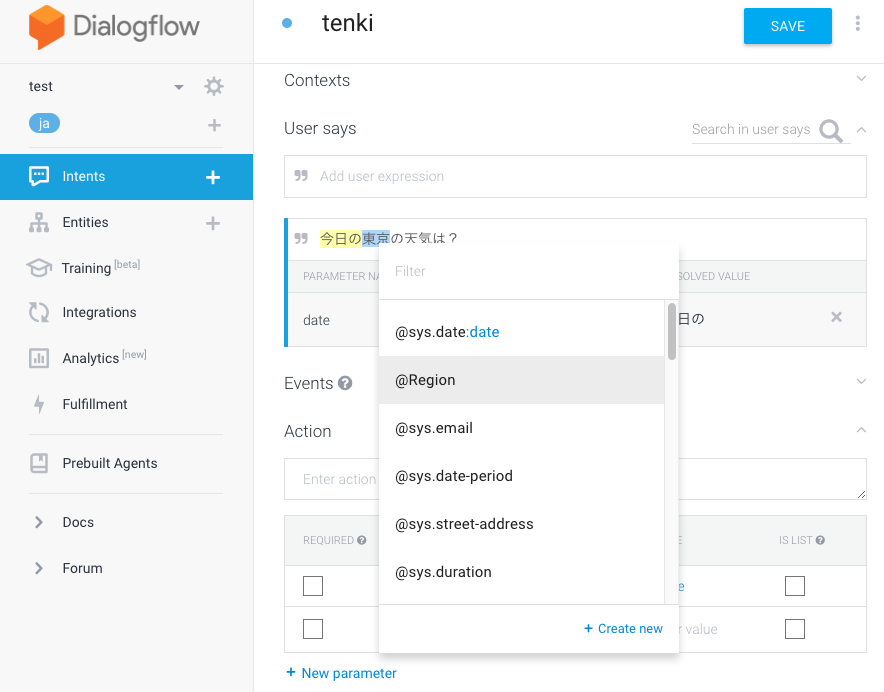 Dialogflow
test
ja
Intents
Entities
Training [beta]
Integrations
Analytics [new]
Fulfillment
Prebuilt Agents
Docs
Forum
tenki
SAVE
Contexts
User says
Search in user says
Add user expression
今日の東京の天気は？
PARAMETER NA
SOLVED VALUE
date
日の
Filter
@sys.date:date
@Region
@sys.email
@sys.date-period
@sys.street-address
@sys.duration
+ Create new
Events
Action
Enter action
REQUIRED
E
IS LIST
e
r value
+ New parameter